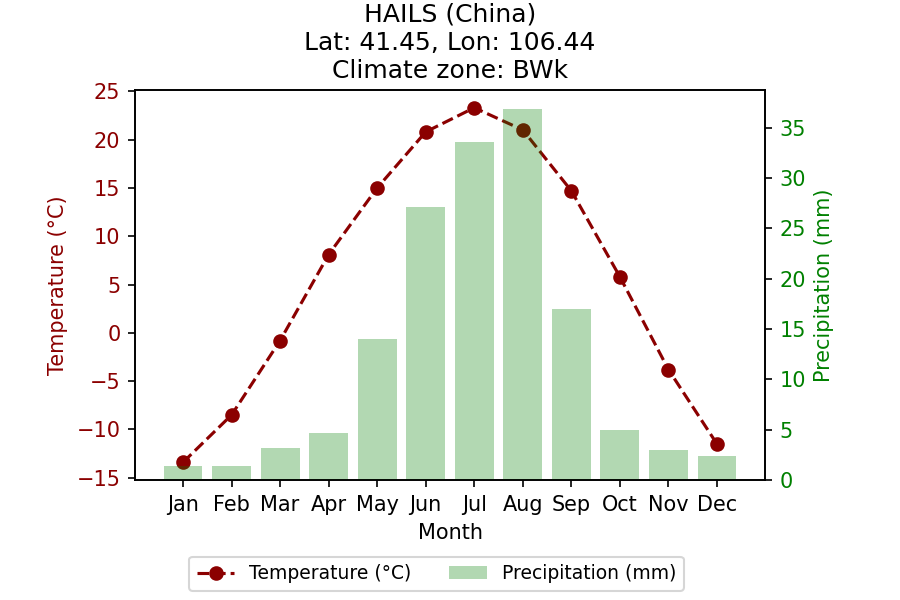 HAILS (China)
Lat: 41.45, Lon: 106.44
Climate zone: BWk
25
20
15
10
5
0
−5
−10
−15
Temperature (°C)
35
30
25
20
15
10
5
0
Precipitation (mm)
Jan Feb Mar Apr May Jun Jul Aug Sep Oct Nov Dec
Month
Temperature (°C) Precipitation (mm)